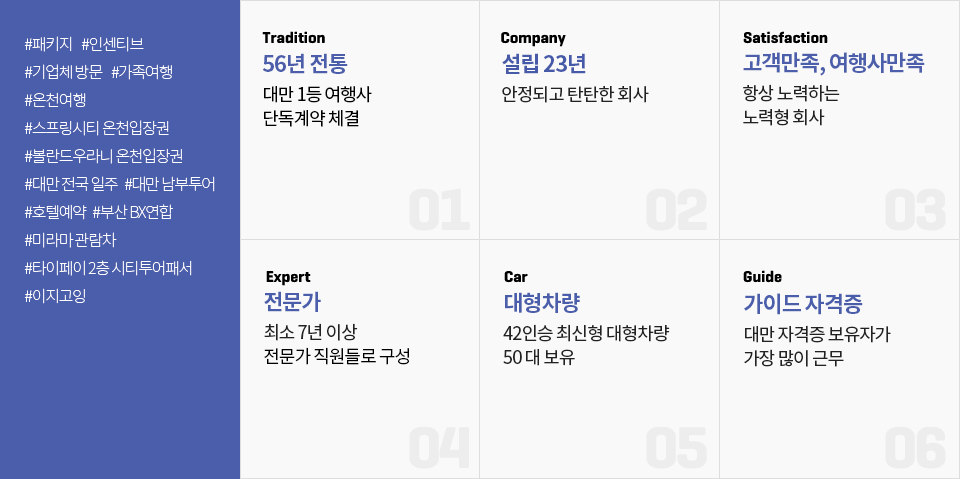 #패키지 #인센티브
#기업체 방문 #가족여행
#온천여행
#스프링시티 온천입장권
#볼란드우라니 온천입장권
#대만 전국 일주 #대만 남부투어
#호텔예약 #부산 BX연합
#미라마 관람차
#타이페이 2층 시티투어패서
#이지고잉
Tradition
56년 전통
대만 1등 여행사
단독계약 체결
01
Company
설립 23년
안정되고 탄탄한 회사
02
Satisfaction
고객만족, 여행사만족
항상 노력하는
노력형 회사
03
Expert
전문가
최소 7년 이상
전문가 직원들로 구성
04
Car
대형차량
42인승 최신형 대형차량
50 대 보유
05
Guide
가이드 자격증
대만 자격증 보유자가
가장 많이 근무
06